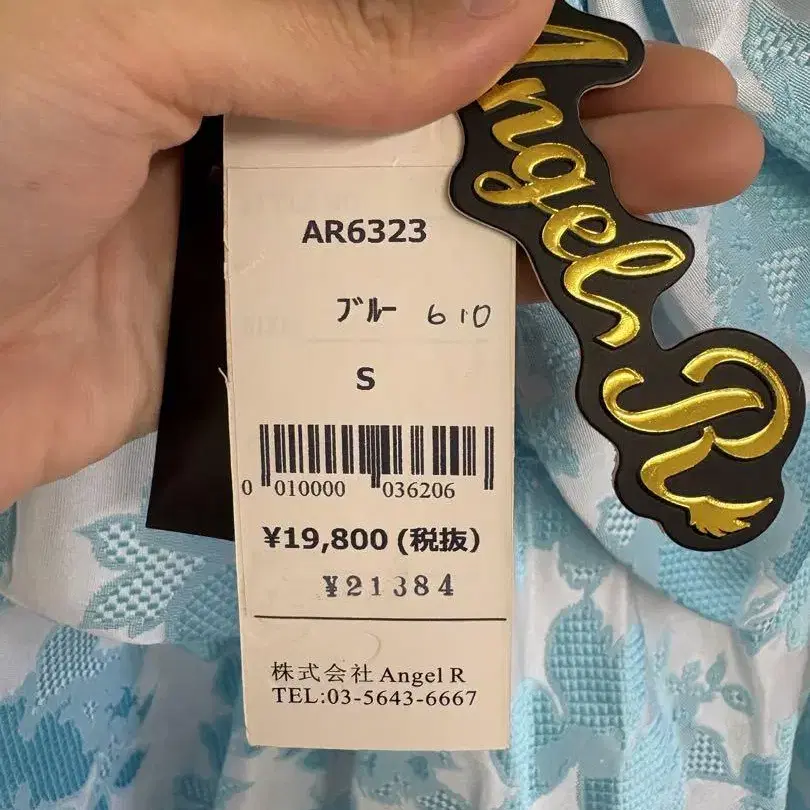 Angel R
AR6323
ﾌﾞﾙｰ 610
S
0 010000 036206
¥19,800 (税抜)
¥21384
株式会社 Angel R
TEL:03-5643-6667